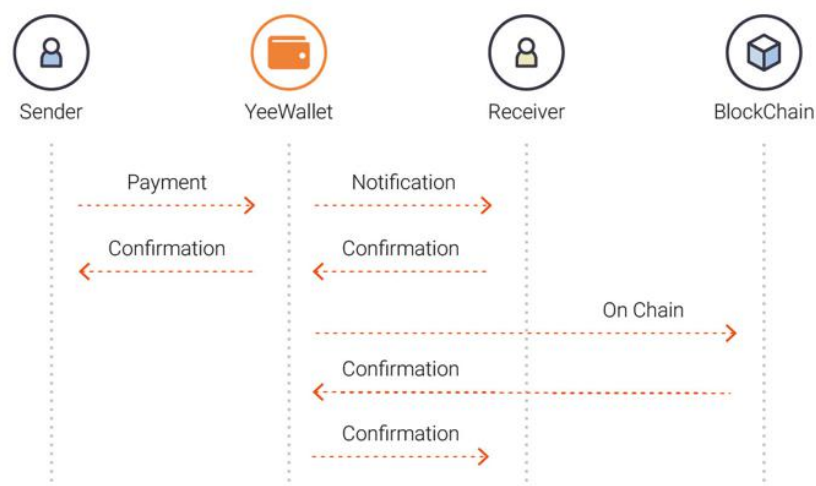 Sender YeeWallet Receiver BlockChain
Payment Notification
Confirmation Confirmation
On Chain
Confirmation
Confirmation